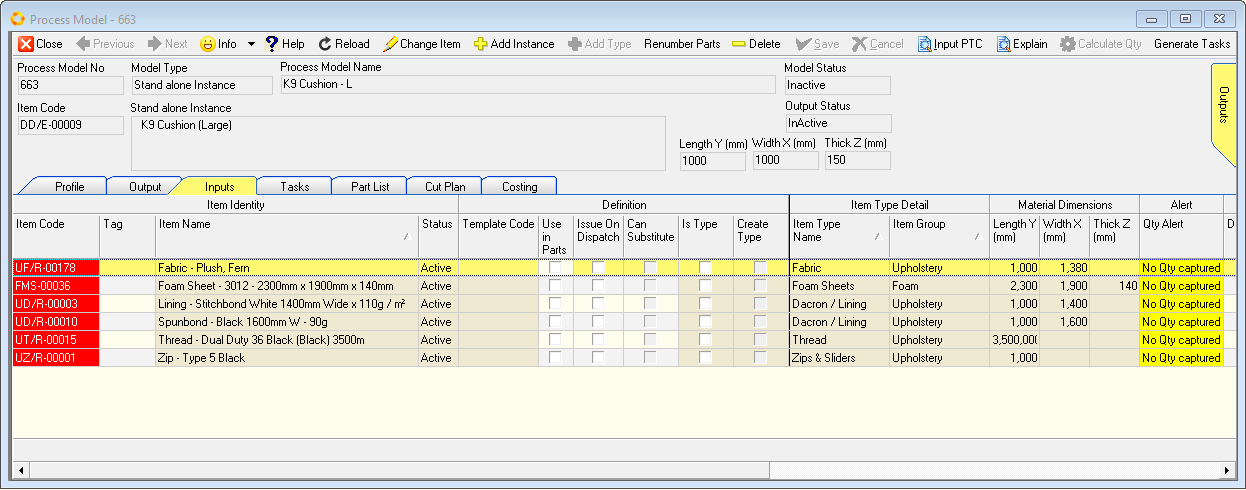 Process Model - 663
Close Previous Next Info Help Reload Change Item Add Instance Add Type Renumber Parts Delete Save Cancel Input PTC Explain Calculate Qty Generate Tasks
Process Model No Model Type Process Model Name Model Status
663 Stand alone Instance K9 Cushion - L Inactive
Item Code Stand alone Instance Output Status
DD/E-00009 K9 Cushion (Large) InActive
Outputs
Length Y (mm) Width X (mm) Thick Z (mm)
1000 1000 150
Profile Output Inputs Tasks Part List Cut Plan Costing
Item Identity Definition Item Type Detail Material Dimensions Alert
Item Code Tag Item Name Status Template Code Use in Parts Issue On Dispatch Can Substitute Is Type Create Type Item Type Name Item Group Length Y (mm) Width X (mm) Thick Z (mm) Qty Alert D
UF/R-00178 Fabric - Plush, Fern Active Fabric Upholstery 1,000 1,380 No Qty captured
FMS-00036 Foam Sheet - 3012 - 2300mm x 1900mm x 140mm Active Foam Sheets Foam 2,300 1,900 140 No Qty captured
UD/R-00003 Lining - Stitchbond White 1400mm Wide x 110g / m² Active Dacron / Lining Upholstery 1,000 1,400 No Qty captured
UD/R-00010 Spunbond - Black 1600mm W - 90g Active Dacron / Lining Upholstery 1,000 1,600 No Qty captured
UT/R-00015 Thread - Dual Duty 36 Black (Black) 3500m Active Thread Upholstery 3,500,000 No Qty captured
UZ/R-00001 Zip - Type 5 Black Active Zips & Sliders Upholstery 1,000 No Qty captured